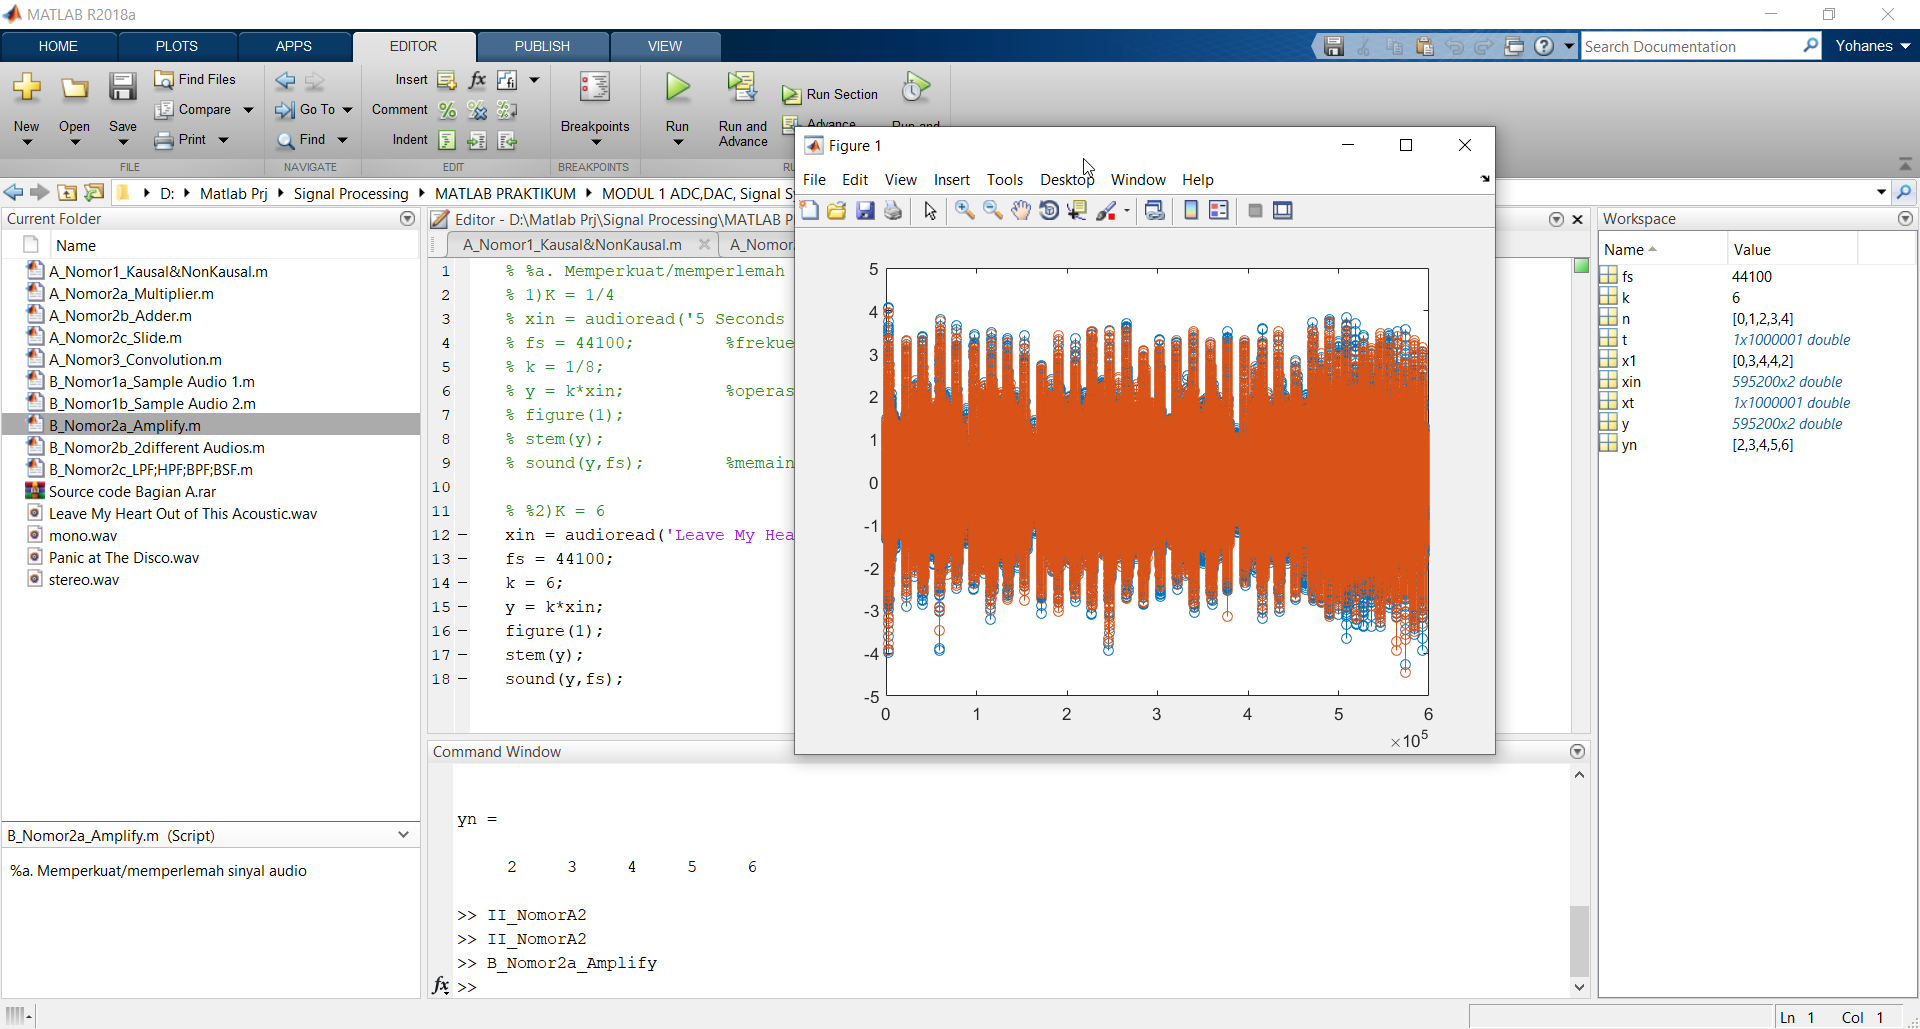 MATLAB R2018a
HOME PLOTS APPS EDITOR PUBLISH VIEW
Search Documentation
Yohanes
New
Open
Save
Find Files
Compare
Print
FILE
Go To
Find
NAVIGATE
Insert
Comment
Indent
EDIT
Breakpoints
BREAKPOINTS
Run
Run and
Advance
Run Section
Advance
Run and
D: Matlab Prj Signal Processing MATLAB PRAKTIKUM MODUL 1 ADC,DAC, Signal S
Current Folder
Name
A_Nomor1_Kausal&NonKausal.m
A_Nomor2a_Multiplier.m
A_Nomor2b_Adder.m
A_Nomor2c_Slide.m
A_Nomor3_Convolution.m
B_Nomor1a_Sample Audio 1.m
B_Nomor1b_Sample Audio 2.m
B_Nomor2a_Amplify.m
B_Nomor2b_2different Audios.m
B_Nomor2c_LPF;HPF;BPF;BSF.m
Source code Bagian A.rar
Leave My Heart Out of This Acoustic.wav
mono.wav
Panic at The Disco.wav
stereo.wav
B_Nomor2a_Amplify.m (Script)
%a. Memperkuat/memperlemah sinyal audio
Editor - D:\Matlab Prj\Signal Processing\MATLAB P
A_Nomor1_Kausal&NonKausal.m A_Nomor
1 % %a. Memperkuat/memperlemah
2 % 1)K = 1/4
3 % xin = audioread('5 Seconds
4 % fs = 44100; %frekue
5 % k = 1/8;
6 % y = k*xin; %operas
7 % figure(1);
8 % stem(y);
9 % sound(y,fs); %memain
10
11 % %2)K = 6
12 – xin = audioread('Leave My Hea
13 – fs = 44100;
14 – k = 6;
15 – y = k*xin;
16 – figure(1);
17 – stem(y);
18 – sound(y,fs);
Figure 1
File Edit View Insert Tools Desktop Window Help
5
4
3
2
1
0
-1
-2
-3
-4
-5
0 1 2 3 4 5 6
×10^5
Command Window
yn =
2 3 4 5 6
>> II_NomorA2
>> II_NomorA2
>> B_Nomor2a_Amplify
fx >>
Workspace
Name Value
fs 44100
k 6
n [0,1,2,3,4]
t 1x1000001 double
x1 [0,3,4,4,2]
xin 595200x2 double
xt 1x1000001 double
y 595200x2 double
yn [2,3,4,5,6]
Ln 1 Col 1